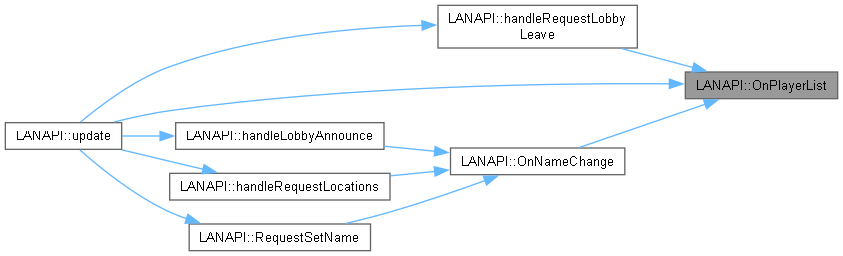 LANAPI::handleRequestLobby
Leave
LANAPI::OnPlayerList
LANAPI::update
LANAPI::handleLobbyAnnounce
LANAPI::OnNameChange
LANAPI::handleRequestLocations
LANAPI::RequestSetName